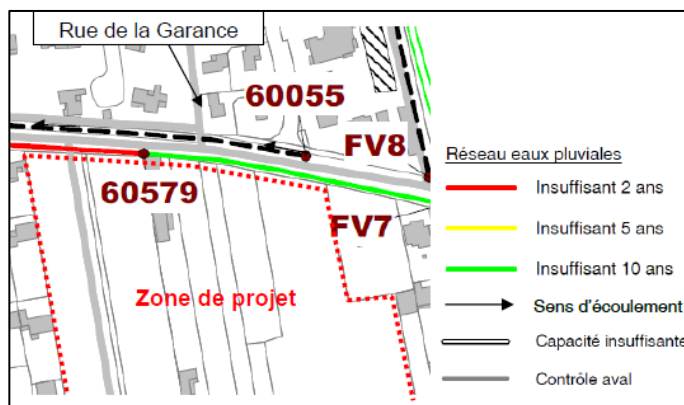 Rue de la Garance
60055
FV8
60579
FV7
Zone de projet
Réseau eaux pluviales
Insuffisant 2 ans
Insuffisant 5 ans
Insuffisant 10 ans
Sens d'écoulement
Capacité insuffisante
Contrôle aval